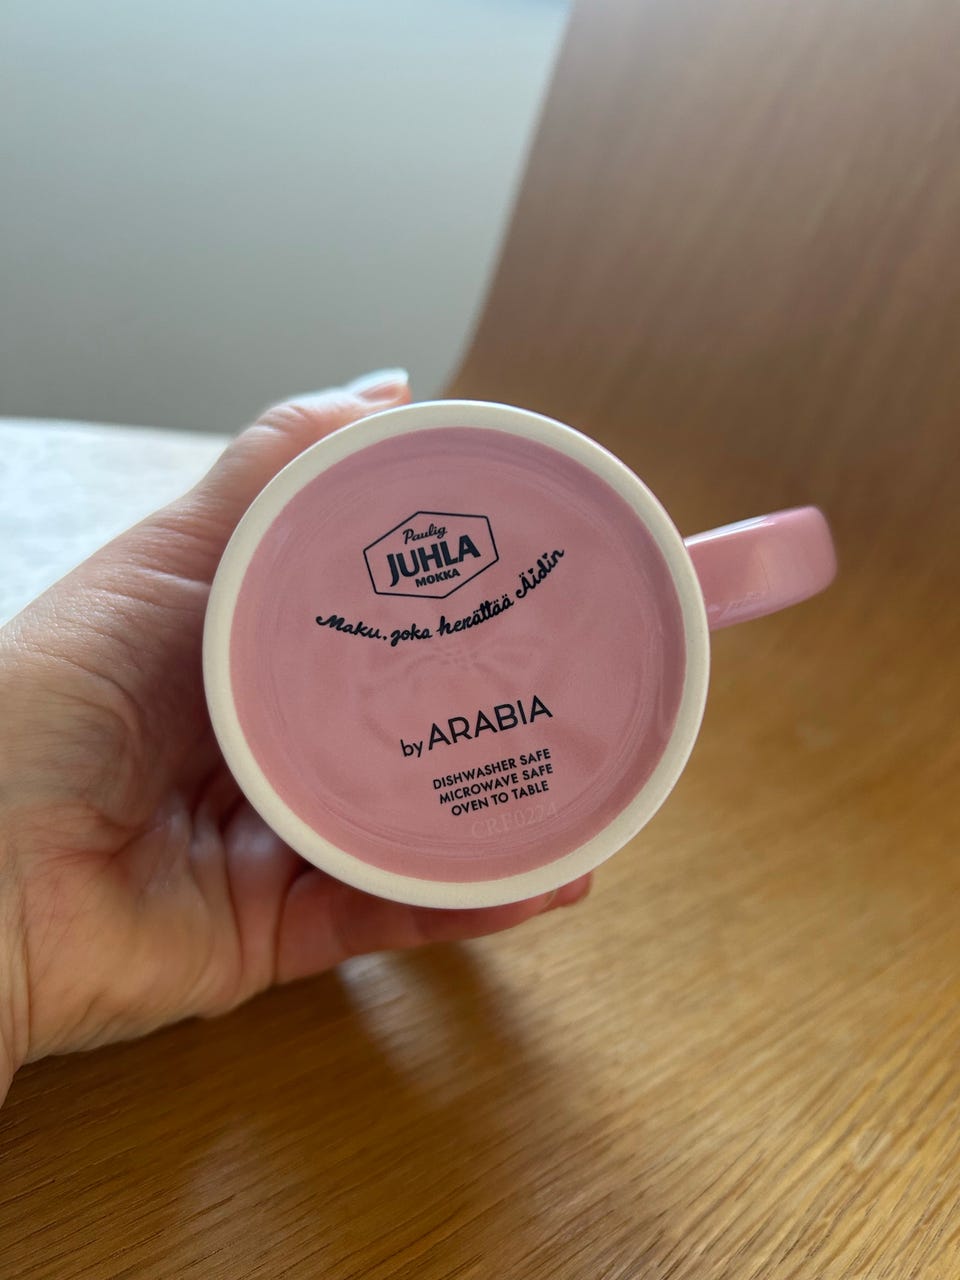 Paulig
JUHLA
MOKKA
Maku, joka herättää Äidin
by ARABIA
DISHWASHER SAFE
MICROWAVE SAFE
OVEN TO TABLE
CRF0224